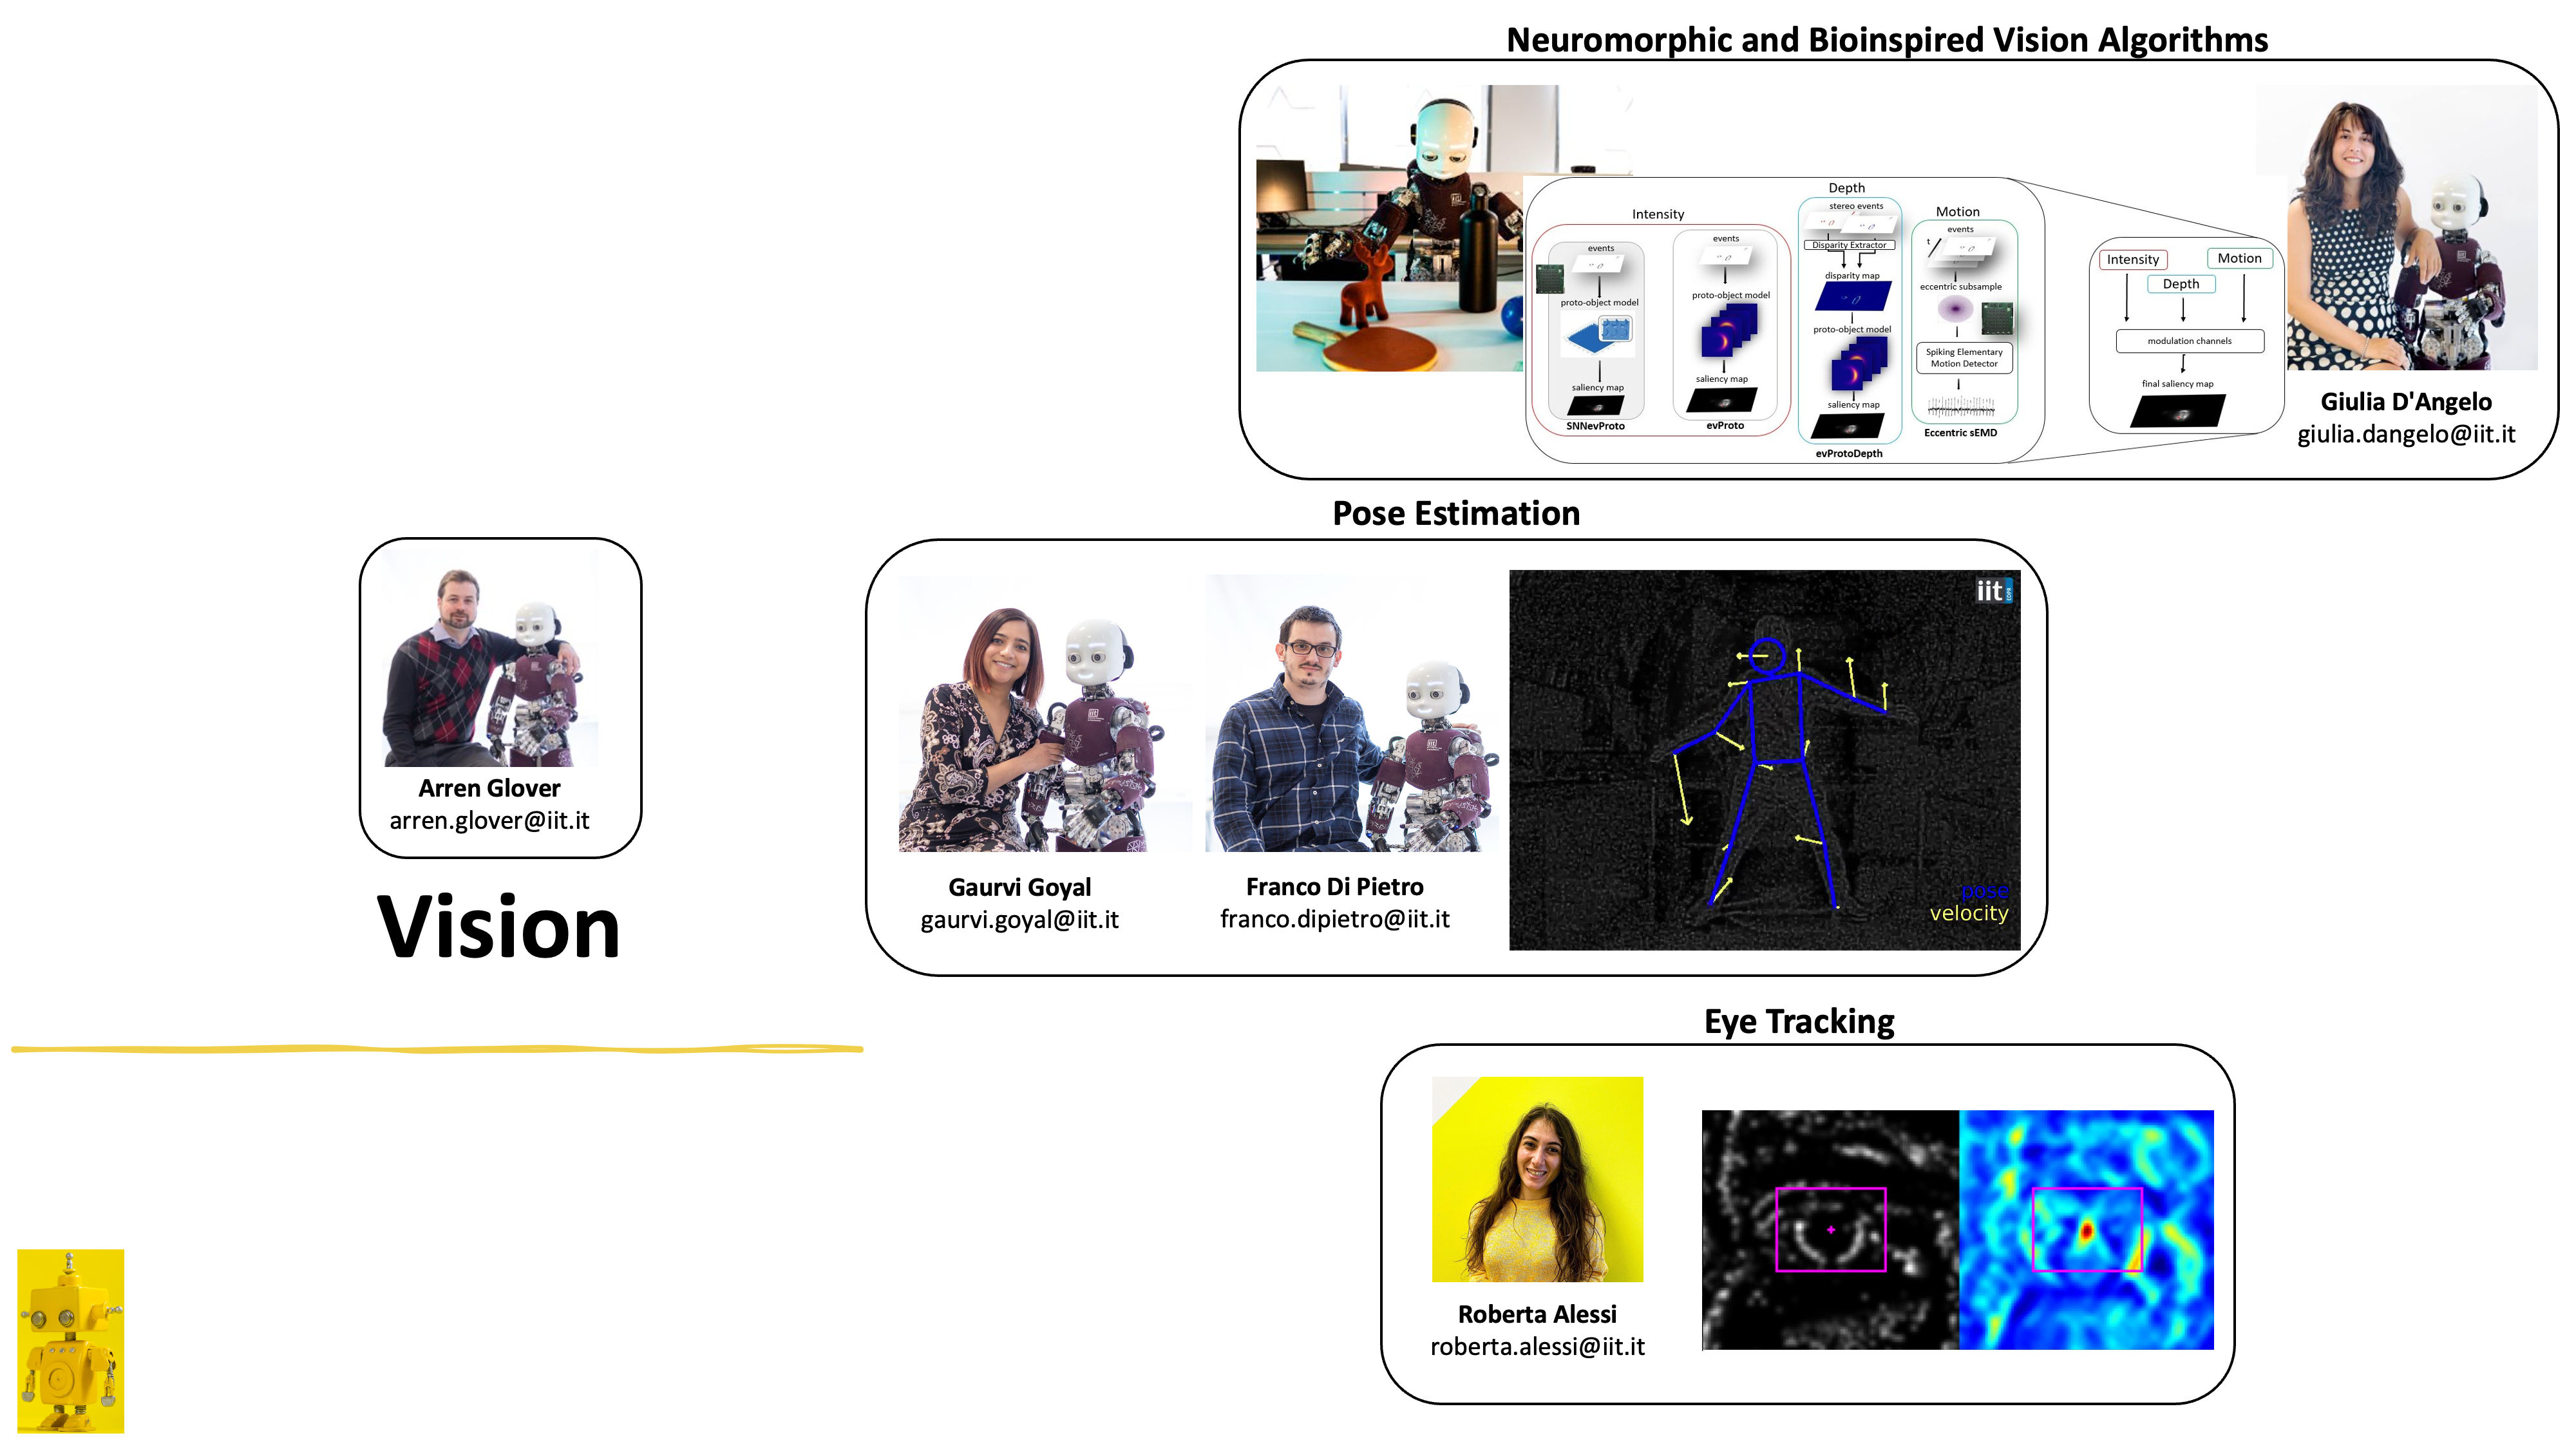 Neuromorphic and Bioinspired Vision Algorithms
Depth
stereo events
Disparity Extractor
disparity map
proto-object model
saliency map
evProtoDepth
Intensity
events
proto-object model
saliency map
SNNevProto
events
proto-object model
saliency map
evProto
Motion
events
t
eccentric subsample
Spiking Elementary
Motion Detector
Eccentric sEMD
Intensity
Motion
Depth
modulation channels
final saliency map
Giulia D'Angelo
giulia.dangelo@iit.it
Pose Estimation
Arren Glover
arren.glover@iit.it
Vision
Gaurvi Goyal
gaurvi.goyal@iit.it
Franco Di Pietro
franco.dipietro@iit.it
iit
EDPR
pose
velocity
Eye Tracking
Roberta Alessi
roberta.alessi@iit.it